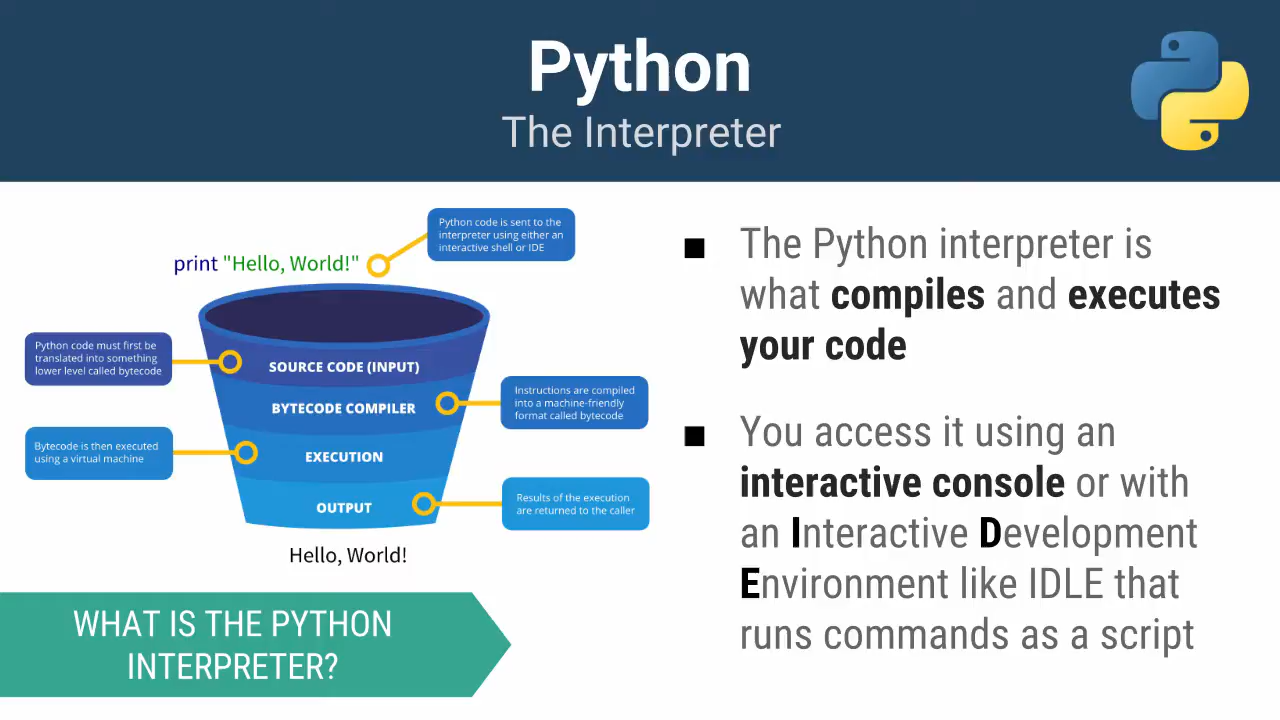 Python
The Interpreter
Python code is sent to the
interpreter using either an
interactive shell or IDE
print "Hello, World!"
Python code must first be
translated into something
lower level called bytecode
SOURCE CODE (INPUT)
BYTECODE COMPILER
Instructions are compiled
into a machine-friendly
format called bytecode
Bytecode is then executed
using a virtual machine
EXECUTION
OUTPUT
Results of the execution
are returned to the caller
Hello, World!
WHAT IS THE PYTHON
INTERPRETER?
■ The Python interpreter is
what compiles and executes
your code
■ You access it using an
interactive console or with
an Interactive Development
Environment like IDLE that
runs commands as a script